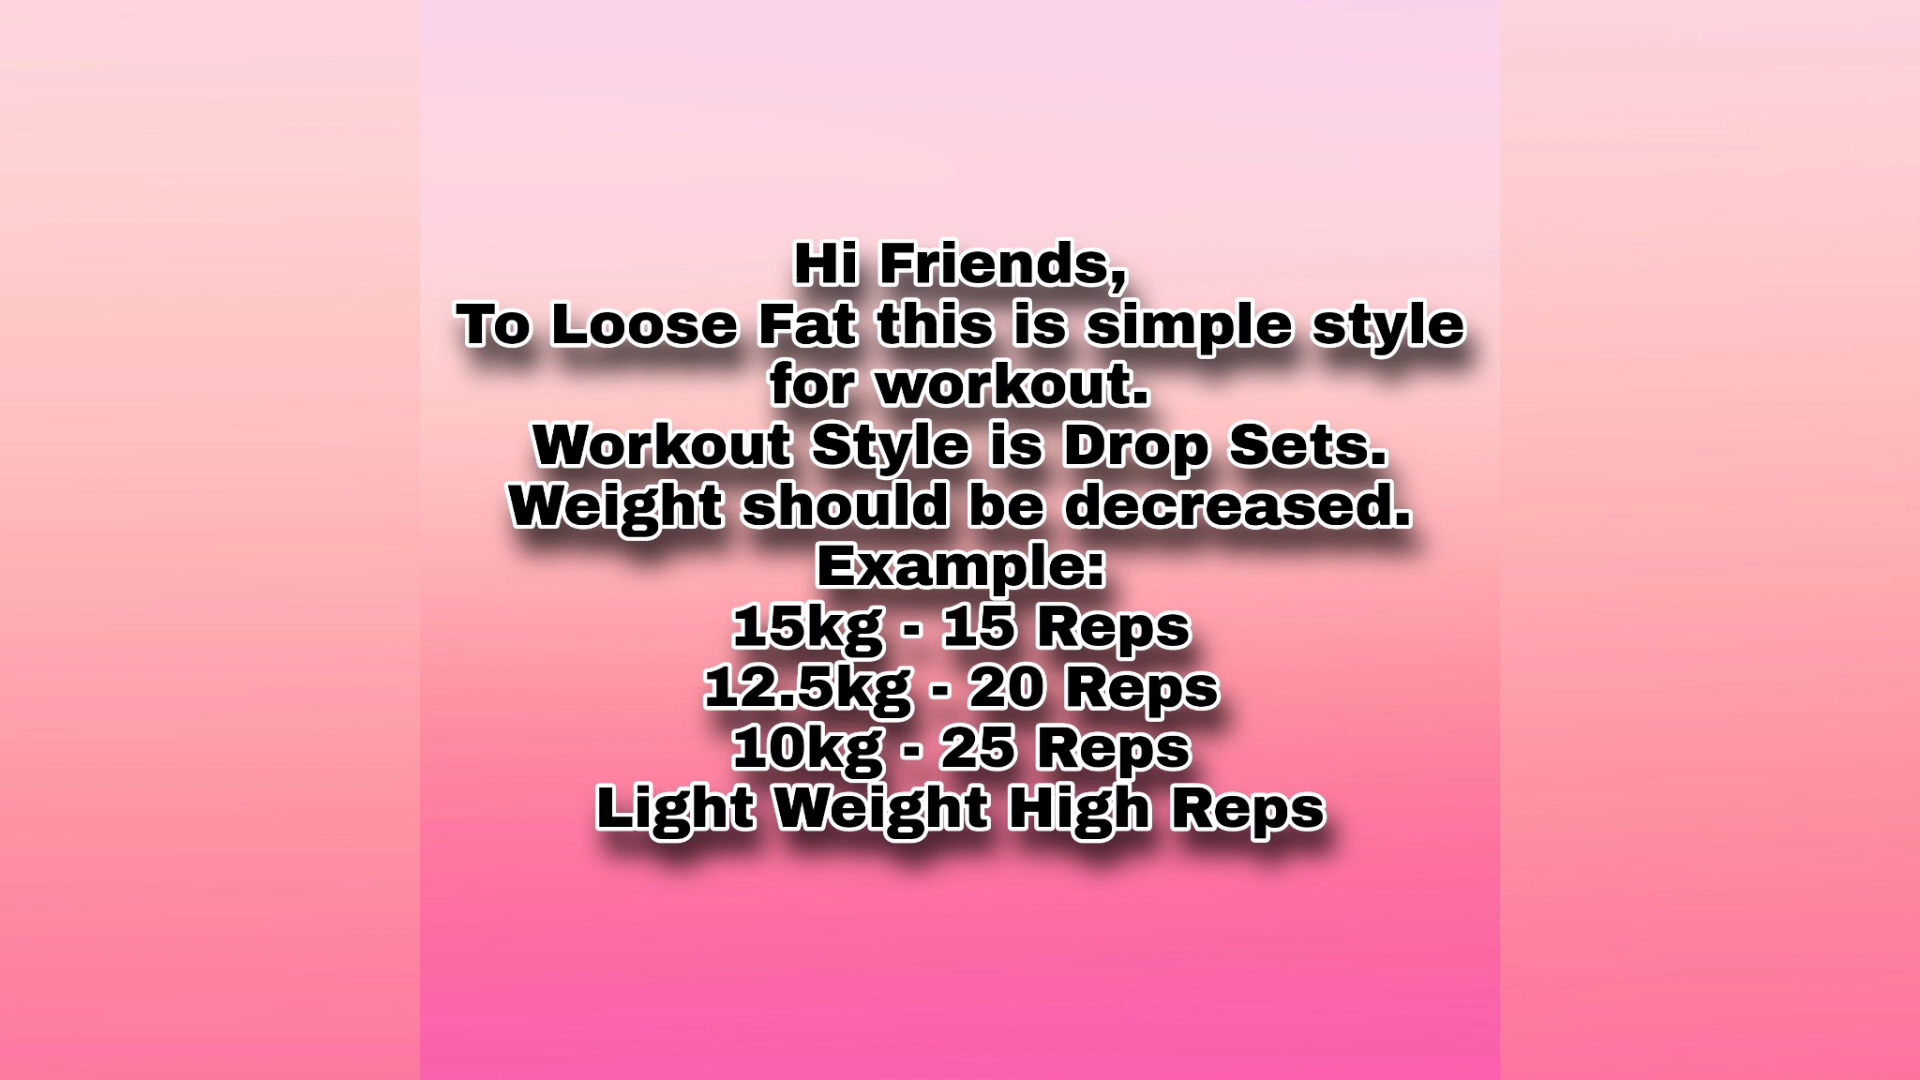 Hi Friends,
To Loose Fat this is simple style
for workout.
Workout Style is Drop Sets.
Weight should be decreased.
Example:
15kg - 15 Reps
12.5kg - 20 Reps
10kg - 25 Reps
Light Weight High Reps